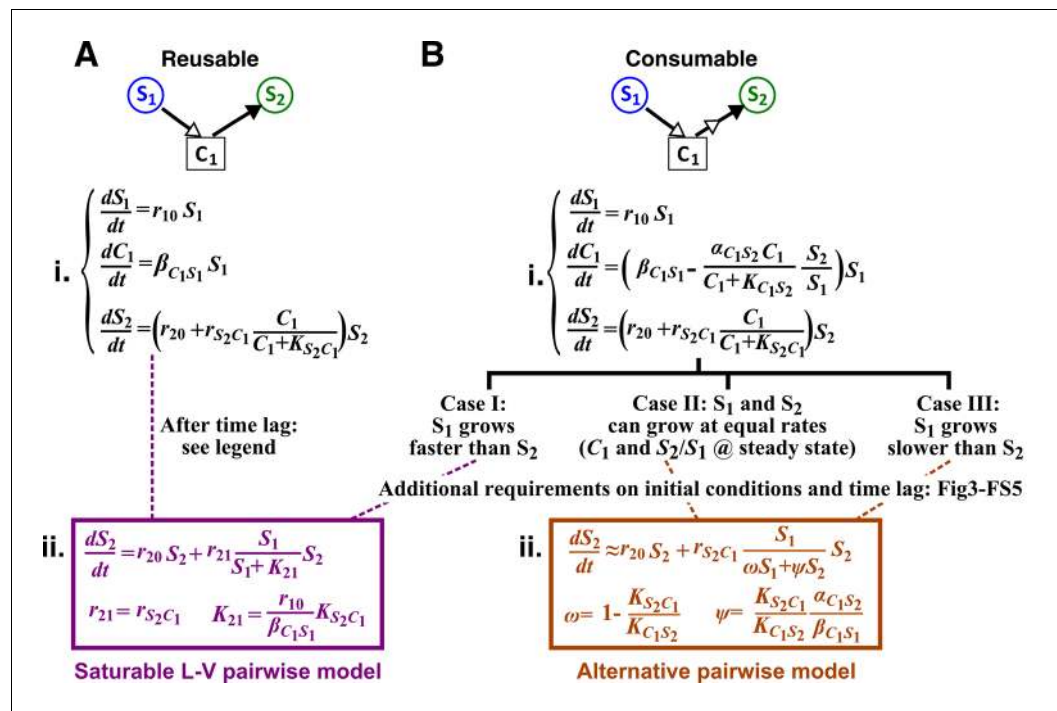 A
Reusable
S1
S2
C1
i.
dS1/dt = r10 S1
dC1/dt = βC1S1 S1
dS2/dt = (r20 + rS2C1 C1/(C1+KS2C1)) S2
After time lag:
see legend
B
Consumable
S1
S2
C1
i.
dS1/dt = r10 S1
dC1/dt = (βC1S1 - αC1S2 C1/(C1+KC1S2) S2/S1) S1
dS2/dt = (r20 + rS2C1 C1/(C1+KS2C1)) S2
Case I:
S1 grows
faster than S2
Case II: S1 and S2
can grow at equal rates
(C1 and S2/S1 @ steady state)
Case III:
S1 grows
slower than S2
Additional requirements on initial conditions and time lag: Fig3-FS5
ii.
dS2/dt = r20 S2 + r21 S1/(S1+K21) S2
r21 = rS2C1 K21 = r10/βC1S1 KS2C1
Saturable L-V pairwise model
ii.
dS2/dt ≈ r20 S2 + rS2C1 S1/(ωS1+ψS2) S2
ω = 1- KS2C1/KC1S2 ψ= KS2C1/KC1S2 αC1S2/βC1S1
Alternative pairwise model